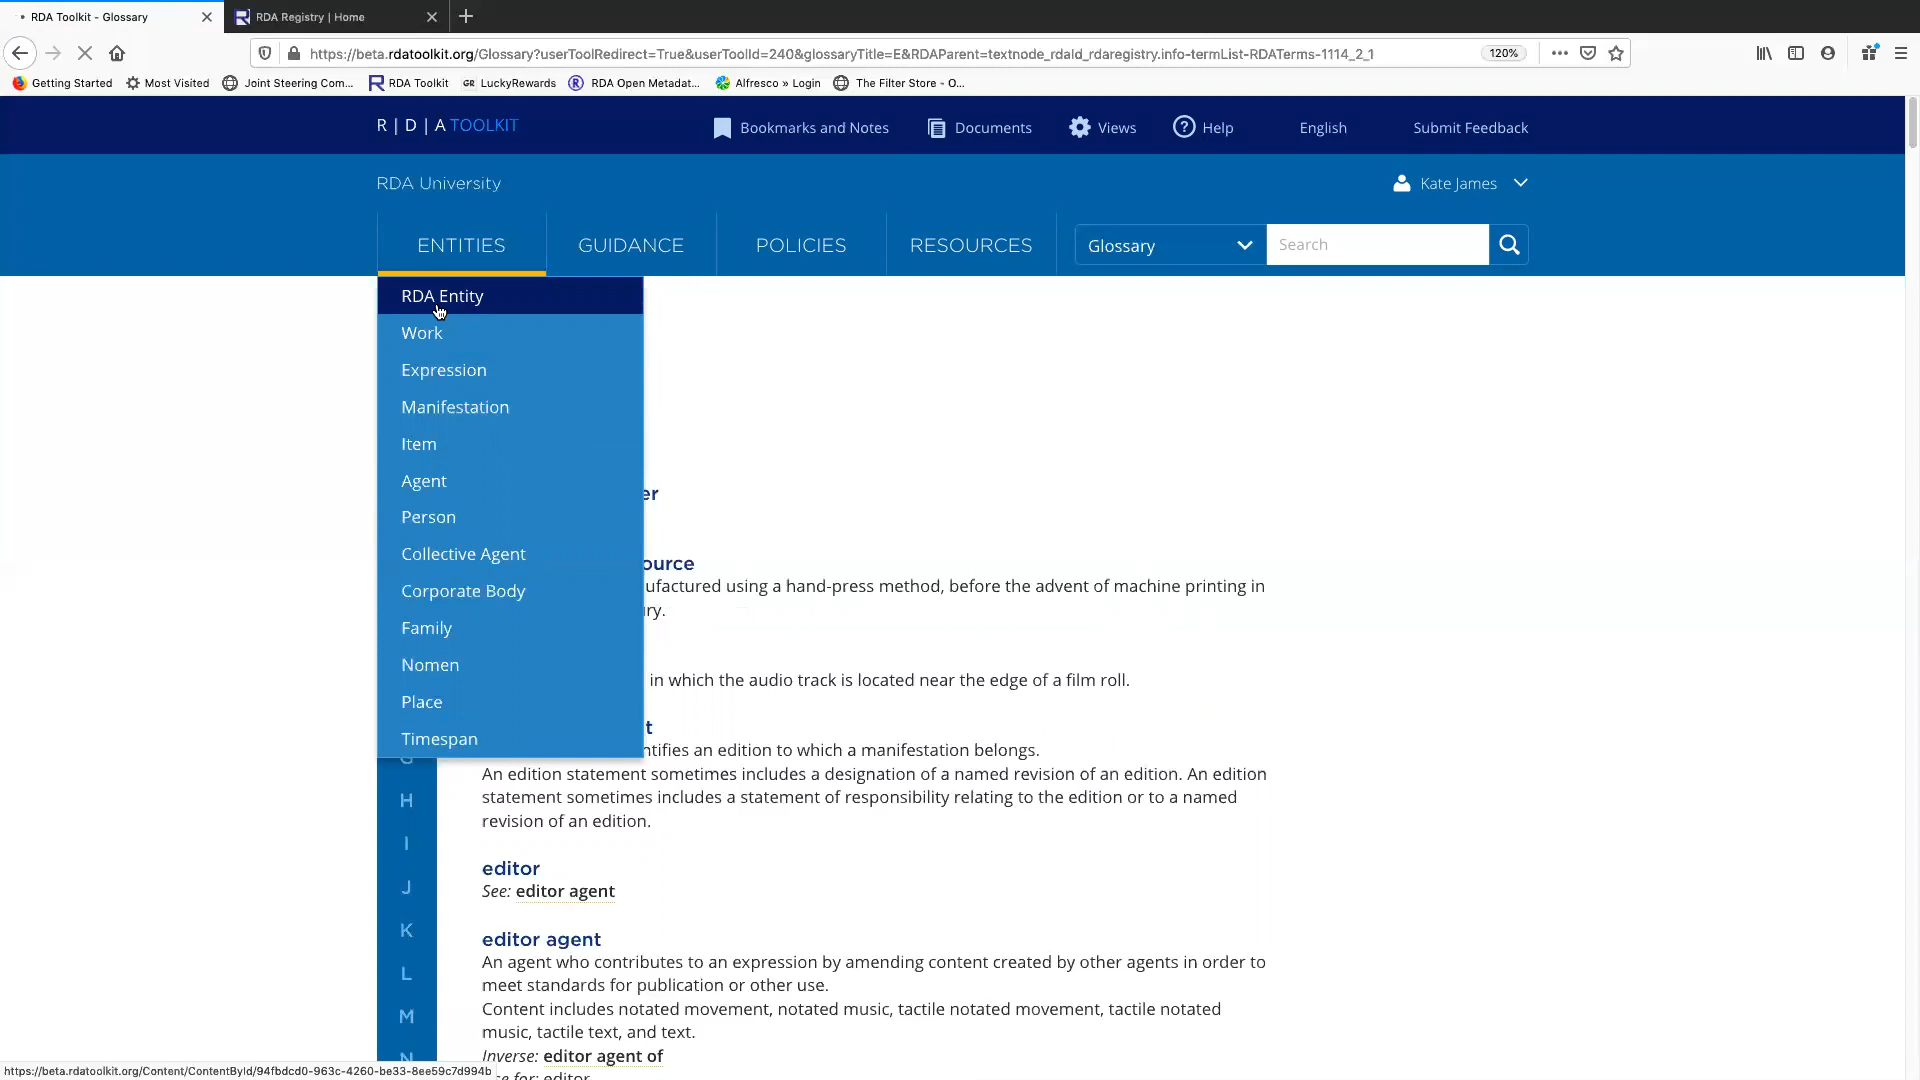 RDA Toolkit - Glossary
RDA Registry | Home
https://beta.rdatoolkit.org/Glossary?userToolRedirect=True&userToolId=240&glossaryTitle=E&RDAParent=textnode_rdaId_rdaregistry.info-termList-RDATerms-1114_2_1
120%
Getting Started
Most Visited
Joint Steering Com...
RDA Toolkit
GR LuckyRewards
RDA Open Metadat...
Alfresco » Login
The Filter Store - O...
R | D | A TOOLKIT
Bookmarks and Notes
Documents
Views
Help
English
Submit Feedback
RDA University
Kate James
ENTITIES
GUIDANCE
POLICIES
RESOURCES
Glossary
Search
RDA Entity
Work
Expression
Manifestation
Item
Agent
Person
Collective Agent
Corporate Body
Family
Nomen
Place
Timespan
er
ource
ufactured using a hand-press method, before the advent of machine printing in
ry.
in which the audio track is located near the edge of a film roll.
t
ntifies an edition to which a manifestation belongs.
An edition statement sometimes includes a designation of a named revision of an edition. An edition
statement sometimes includes a statement of responsibility relating to the edition or to a named
revision of an edition.
editor
See: editor agent
editor agent
An agent who contributes to an expression by amending content created by other agents in order to
meet standards for publication or other use.
Content includes notated movement, notated music, tactile notated movement, tactile notated
music, tactile text, and text.
Inverse: editor agent of
H
I
J
K
L
M
N
https://beta.rdatoolkit.org/Content/ContentById/94fbdcd0-963c-4260-be33-8ee59c7d994b